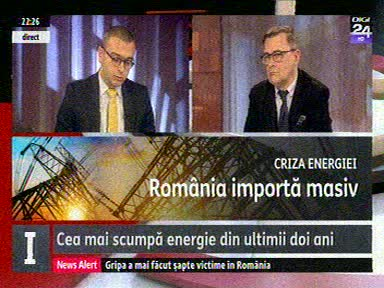 22:26
direct
DIGI
24
HD
CRIZA ENERGIEI
România importă masiv
I
Cea mai scumpă energie din ultimii doi ani
News Alert
Gripa a mai făcut șapte victime în România